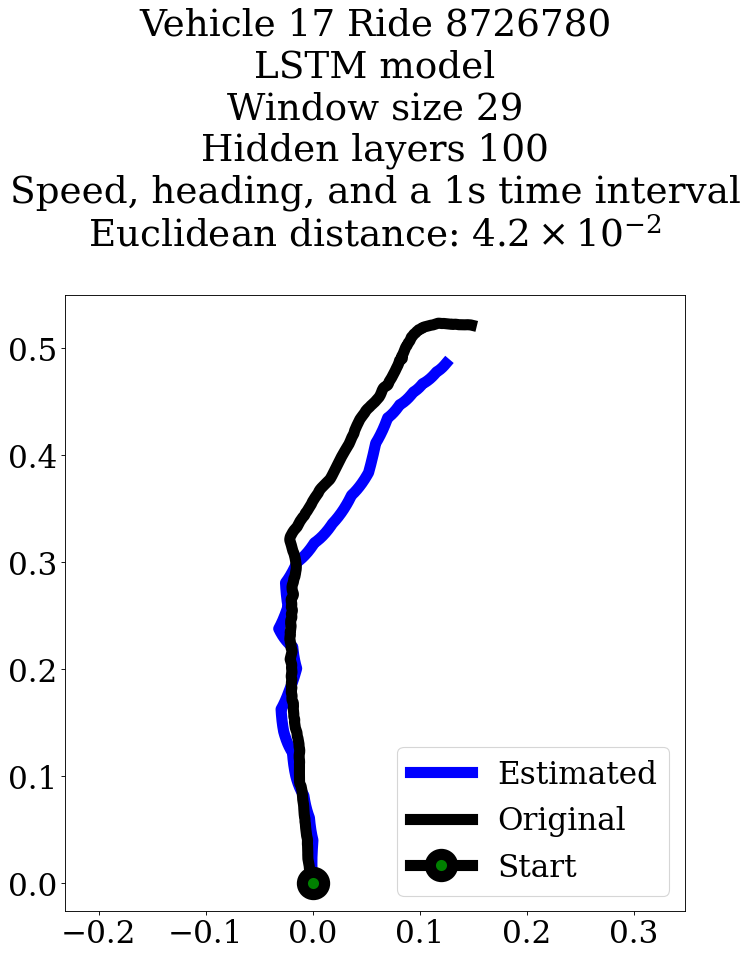 Vehicle 17 Ride 8726780
LSTM model
Window size 29
Hidden layers 100
Speed, heading, and a 1s time interval
Euclidean distance: 4.2 × 10⁻²
0.5
0.4
0.3
0.2
0.1
0.0
Estimated
Original
Start
−0.2 −0.1 0.0 0.1 0.2 0.3